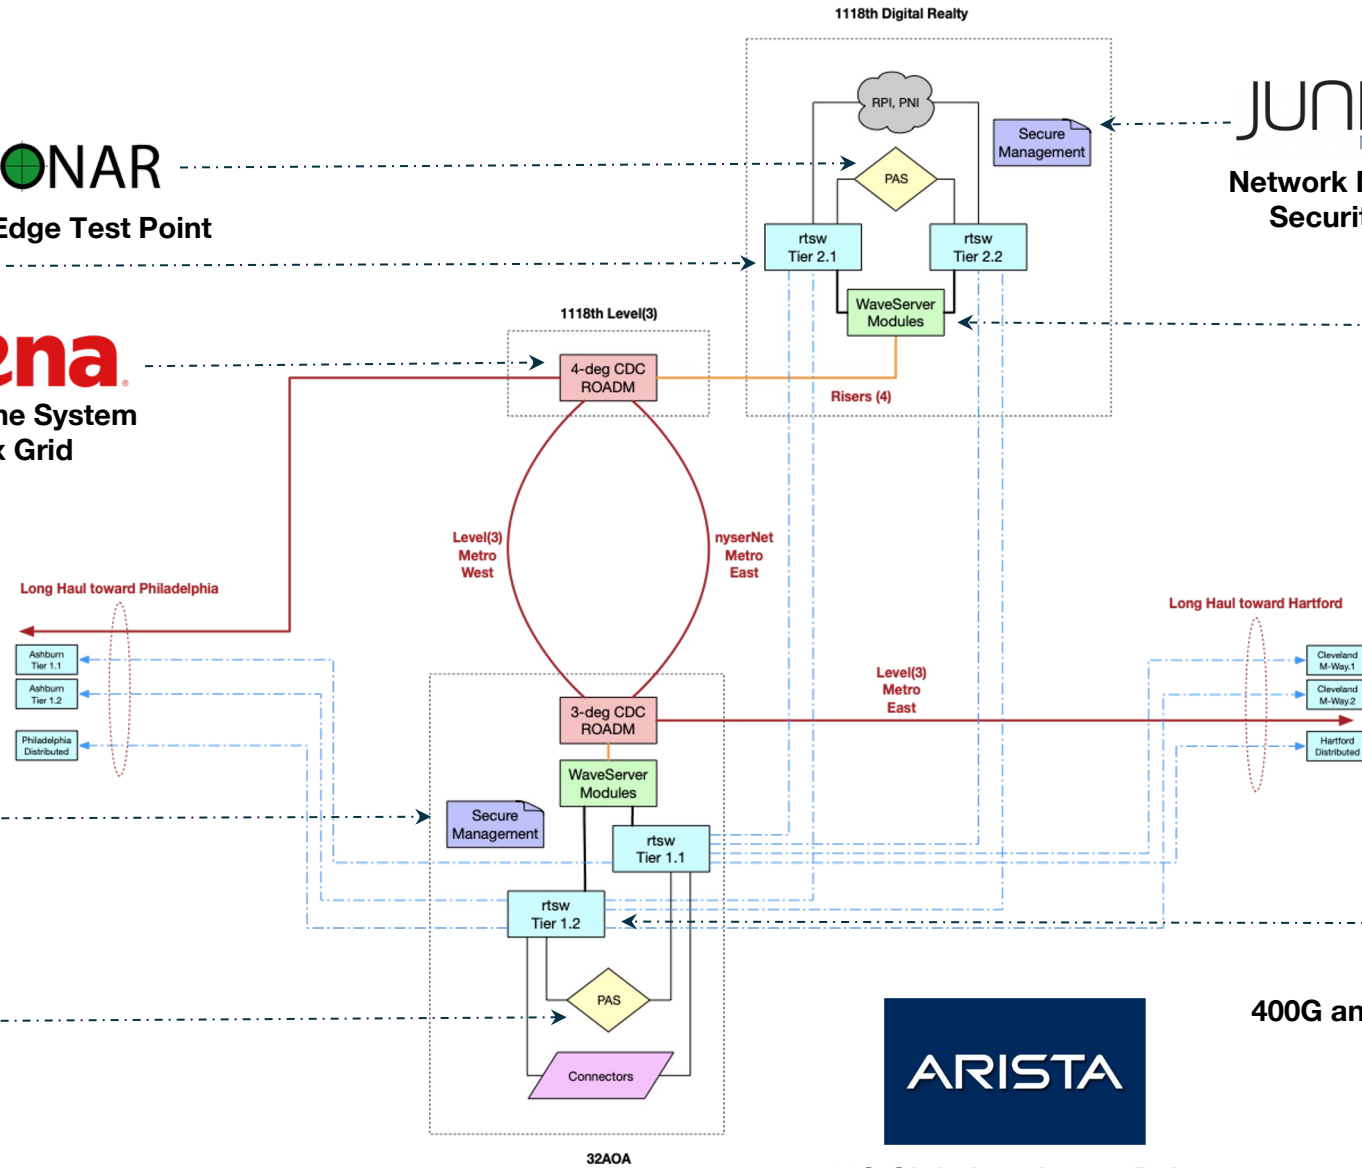 1118th Digital Realty
RPI, PNI
Secure
Management
PAS
JUNI
Network
Securit
ONAR
Edge Test Point
rtsw
Tier 2.1
rtsw
Tier 2.2
WaveServer
Modules
1118th Level(3)
4-deg CDC
ROADM
Risers (4)
ena
ne System
x Grid
Level(3)
Metro
West
nyserNet
Metro
East
Long Haul toward Philadelphia
Long Haul toward Hartford
Ashburn
Tier 1.1
Ashburn
Tier 1.2
Philadelphia
Distributed
Level(3)
Metro
East
Cleveland
M-Way.1
Cleveland
M-Way.2
Hartford
Distributed
3-deg CDC
ROADM
WaveServer
Modules
Secure
Management
rtsw
Tier 1.1
rtsw
Tier 1.2
PAS
Connectors
400G an
ARISTA
32AOA